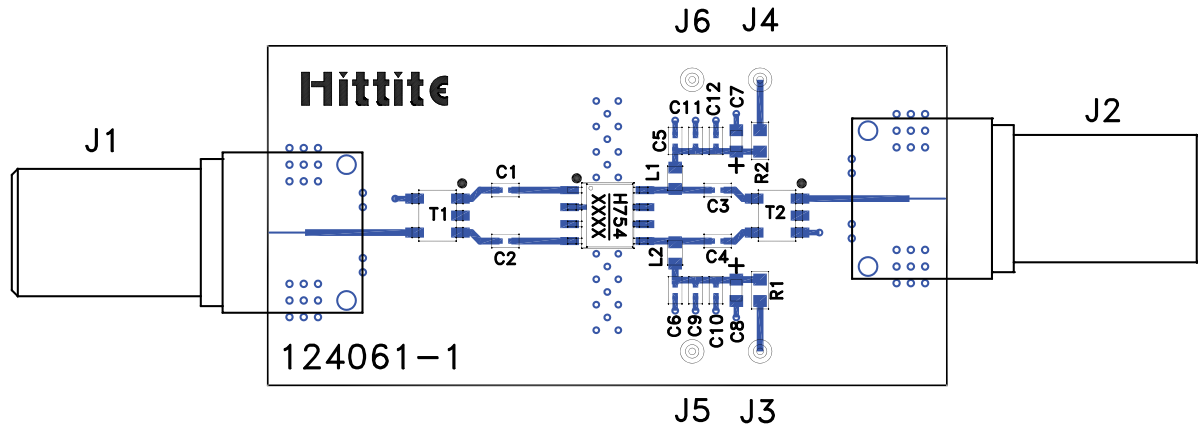 J6 J4
Hittite
J1
J2
C11
C12
C7
C5
+
L1
R2
C1
T1
H754
XXXX
C3
T2
C2
C4
L2
+
R1
C6
C9
C10
C8
124061-1
J5 J3